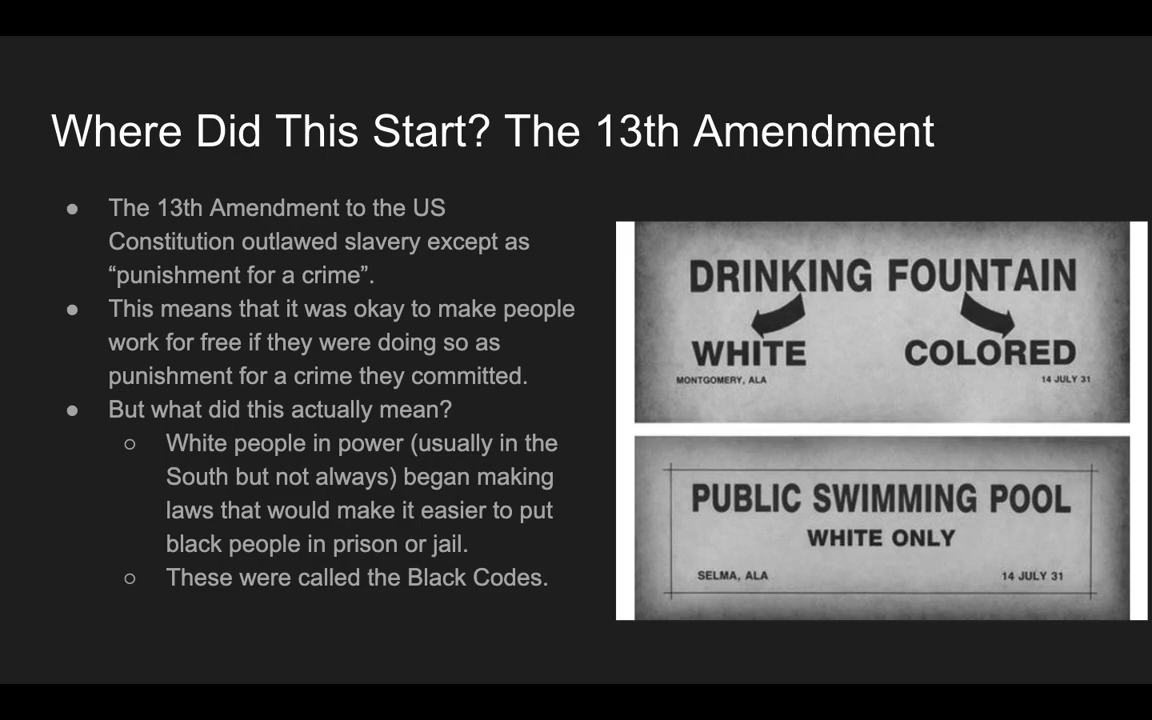 Where Did This Start? The 13th Amendment
● The 13th Amendment to the US
Constitution outlawed slavery except as
“punishment for a crime”.
● This means that it was okay to make people
work for free if they were doing so as
punishment for a crime they committed.
● But what did this actually mean?
○ White people in power (usually in the
South but not always) began making
laws that would make it easier to put
black people in prison or jail.
○ These were called the Black Codes.
DRINKING FOUNTAIN
WHITE COLORED
MONTGOMERY, ALA 14 JULY 31
PUBLIC SWIMMING POOL
WHITE ONLY
SELMA, ALA 14 JULY 31